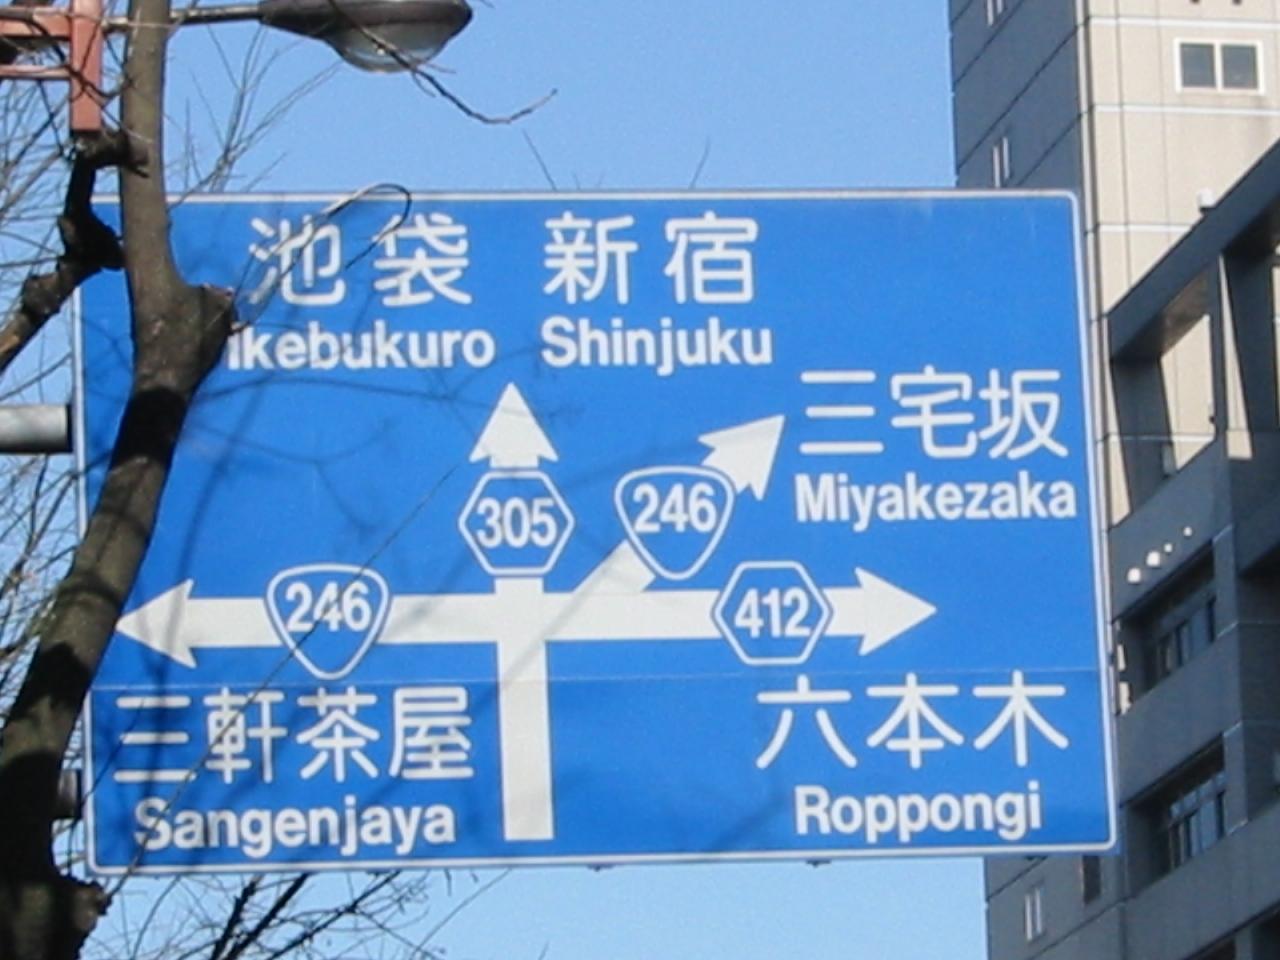 池袋 新宿
Ikebukuro Shinjuku
三宅坂
Miyakezaka
305
246
246
412
三軒茶屋
Sangenjaya
六本木
Roppongi